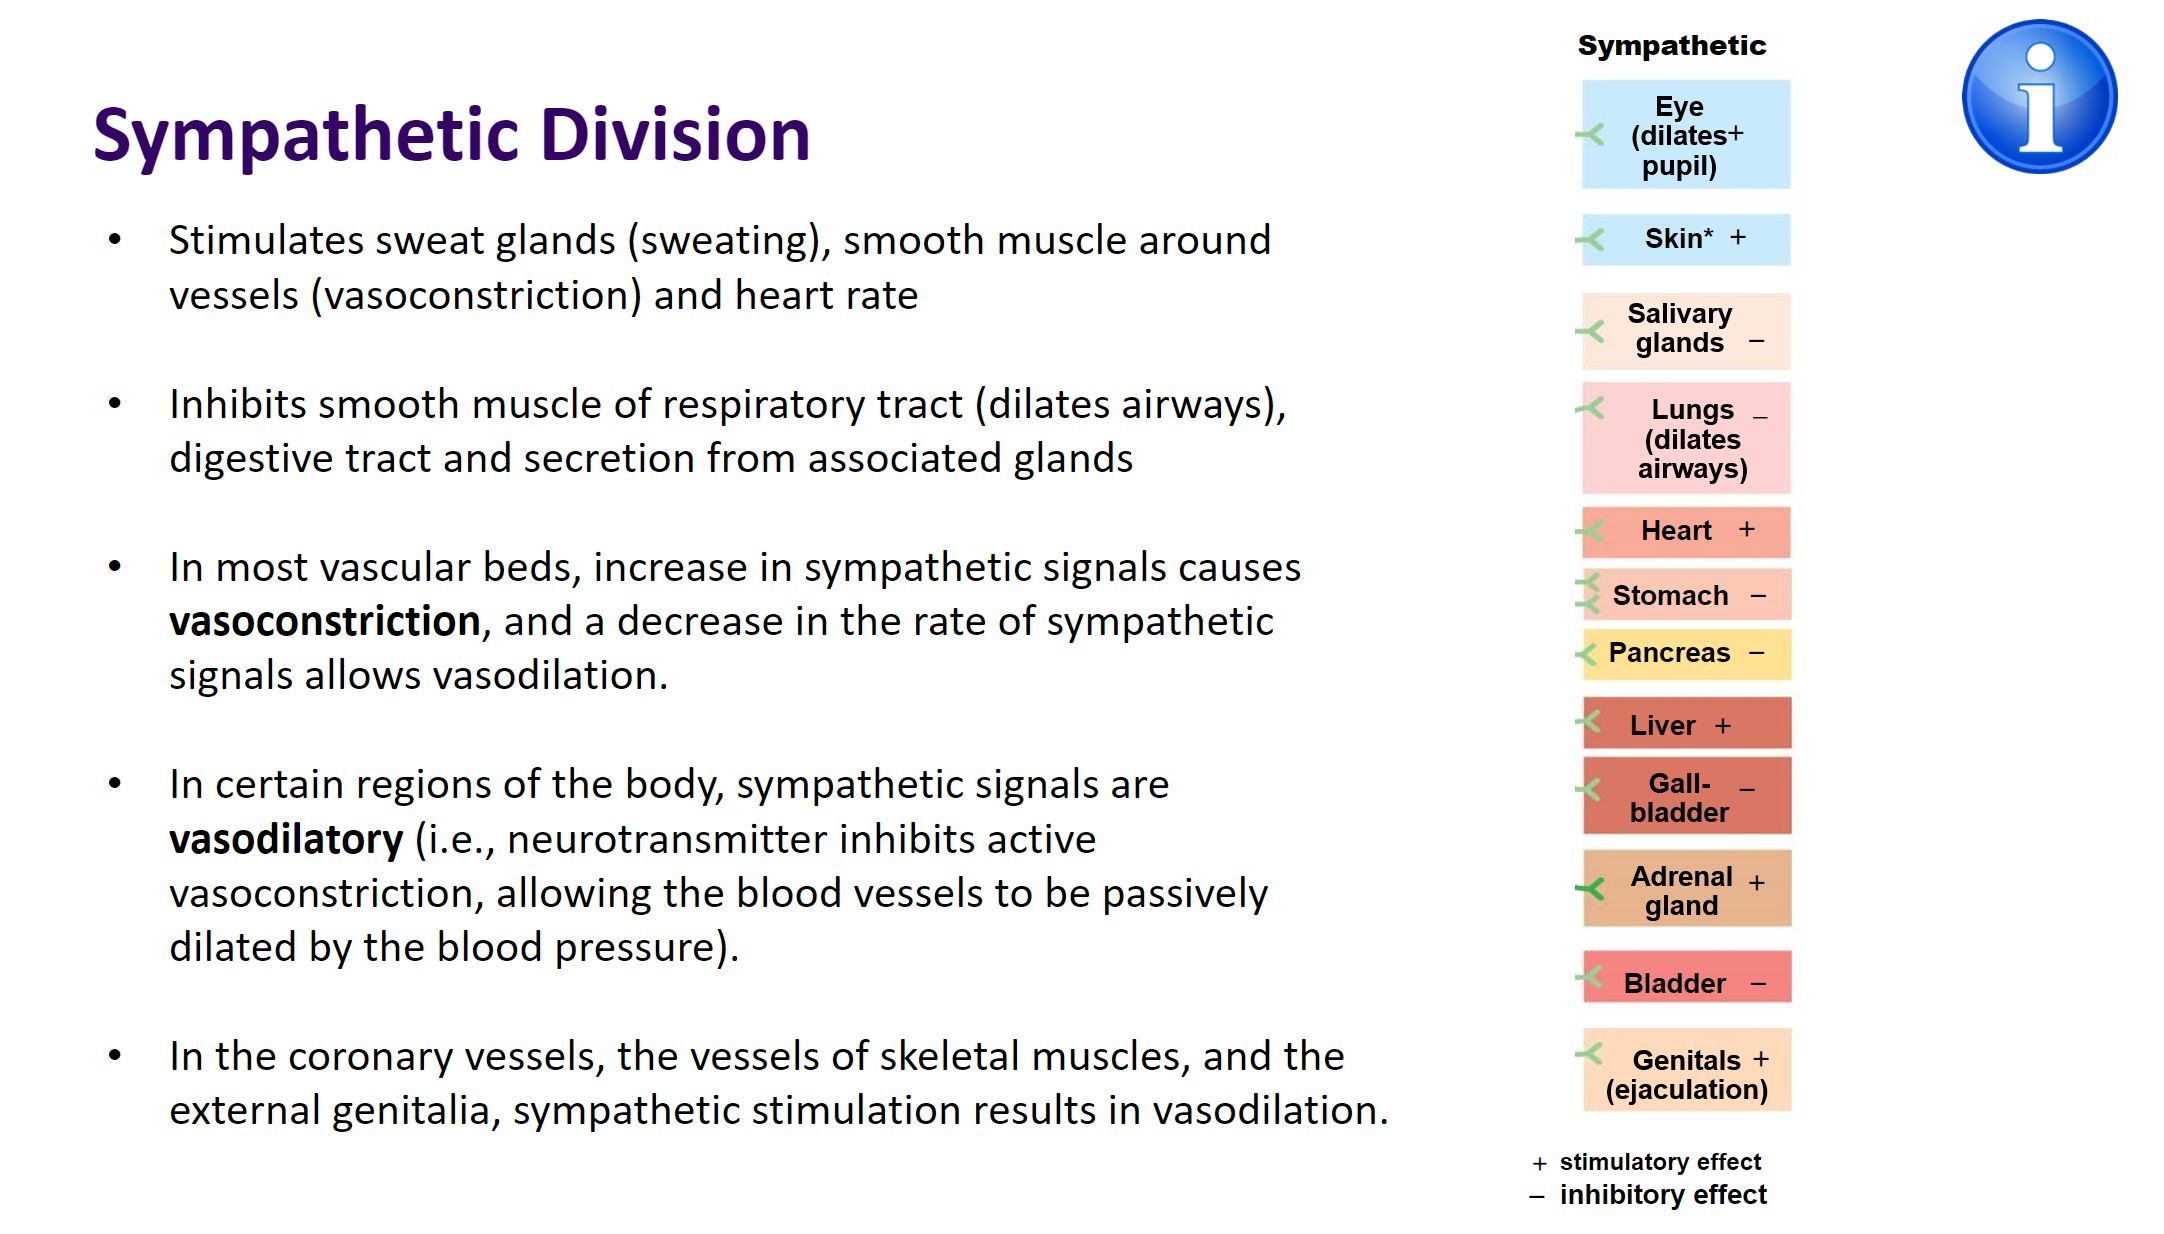 Sympathetic Division
• Stimulates sweat glands (sweating), smooth muscle around
vessels (vasoconstriction) and heart rate
• Inhibits smooth muscle of respiratory tract (dilates airways),
digestive tract and secretion from associated glands
• In most vascular beds, increase in sympathetic signals causes
vasoconstriction, and a decrease in the rate of sympathetic
signals allows vasodilation.
• In certain regions of the body, sympathetic signals are
vasodilatory (i.e., neurotransmitter inhibits active
vasoconstriction, allowing the blood vessels to be passively
dilated by the blood pressure).
• In the coronary vessels, the vessels of skeletal muscles, and the
external genitalia, sympathetic stimulation results in vasodilation.
Sympathetic
Eye
(dilates+
pupil)
Skin* +
Salivary
glands –
Lungs –
(dilates
airways)
Heart +
Stomach –
Pancreas –
Liver +
Gall- –
bladder
Adrenal +
gland
Bladder –
Genitals +
(ejaculation)
+ stimulatory effect
– inhibitory effect
i